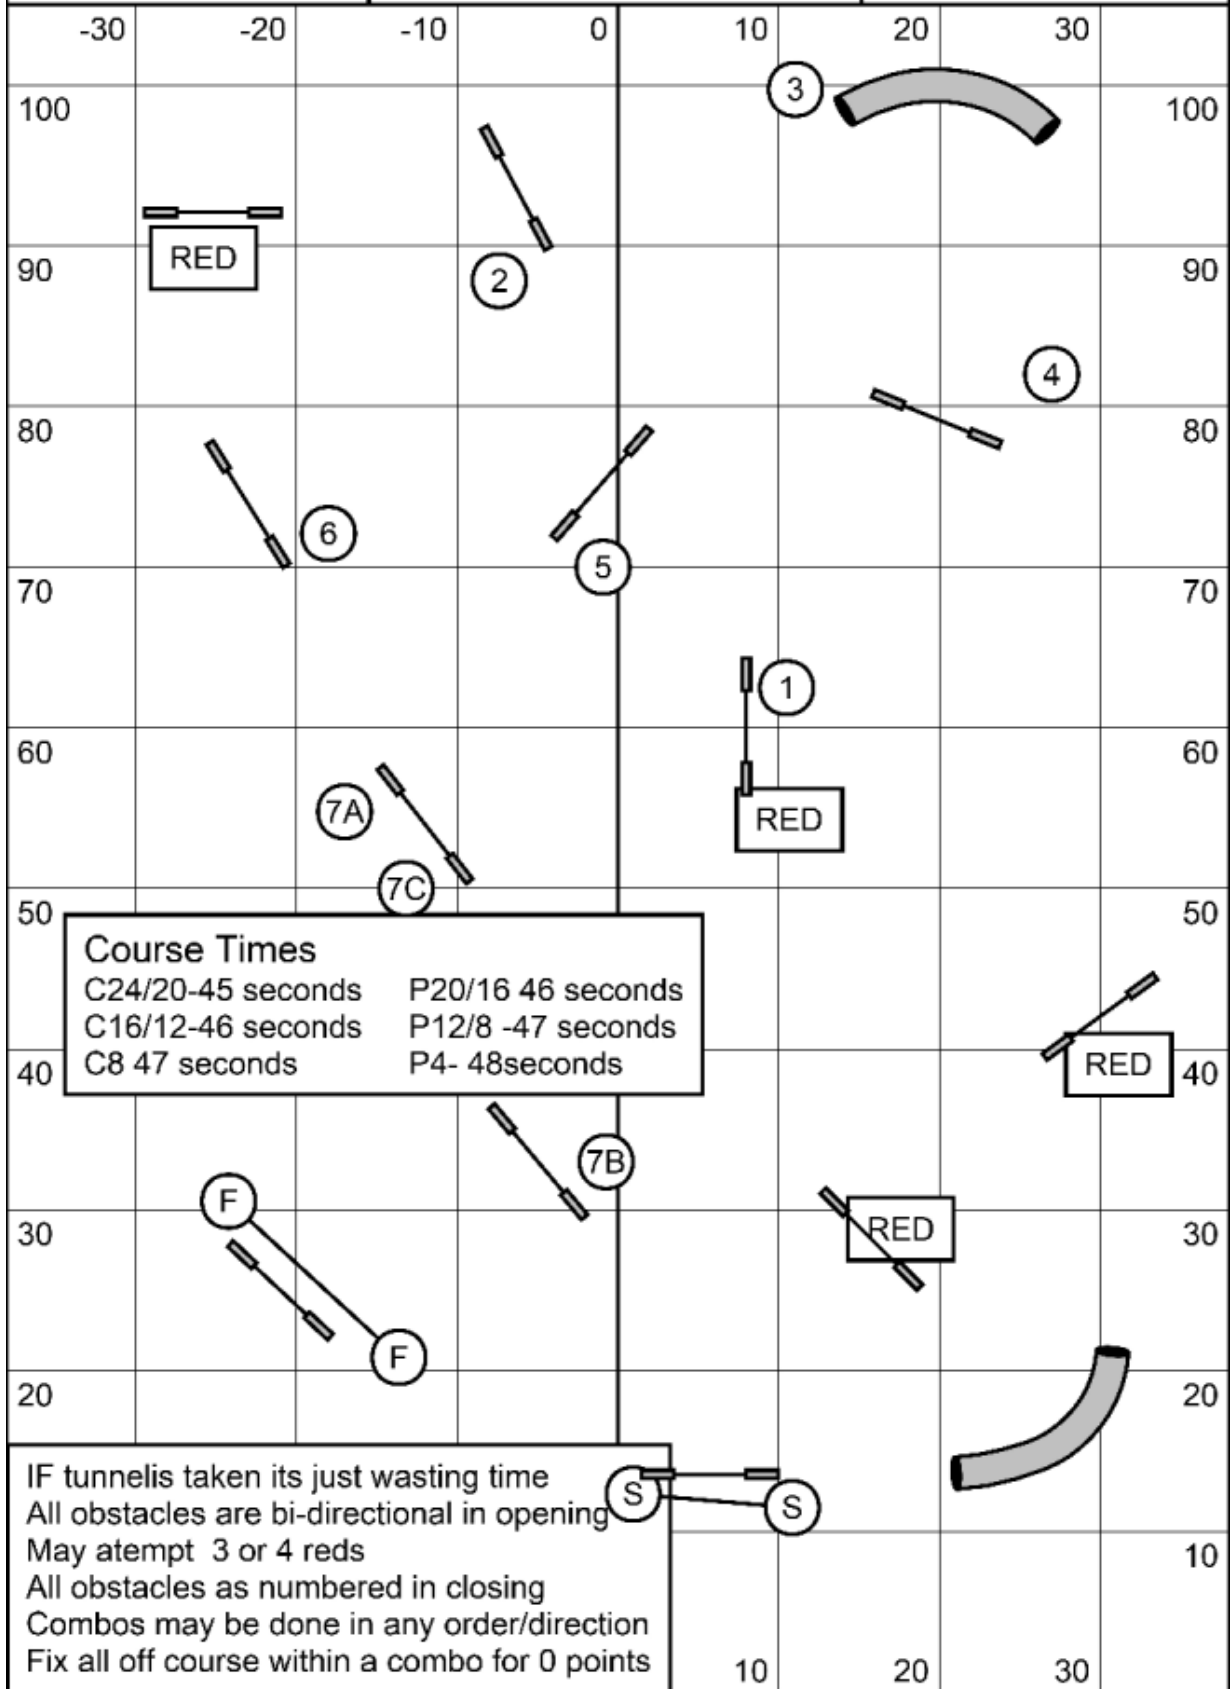 -30 -20 -10 0 10 20 30
3
100 100
RED
90 90
2
4
80 80
6
5
70 70
1
60 60
7A
RED
7C
50 50
Course Times
C24/20-45 seconds P20/16 46 seconds
C16/12-46 seconds P12/8 -47 seconds
C8 47 seconds P4- 48seconds
RED
40 40
7B
F
RED
30 30
F
20 20
S S
IF tunnelis taken its just wasting time
All obstacles are bi-directional in opening
May atempt 3 or 4 reds
All obstacles as numbered in closing
Combos may be done in any order/direction
Fix all off course within a combo for 0 points
10
10 20 30